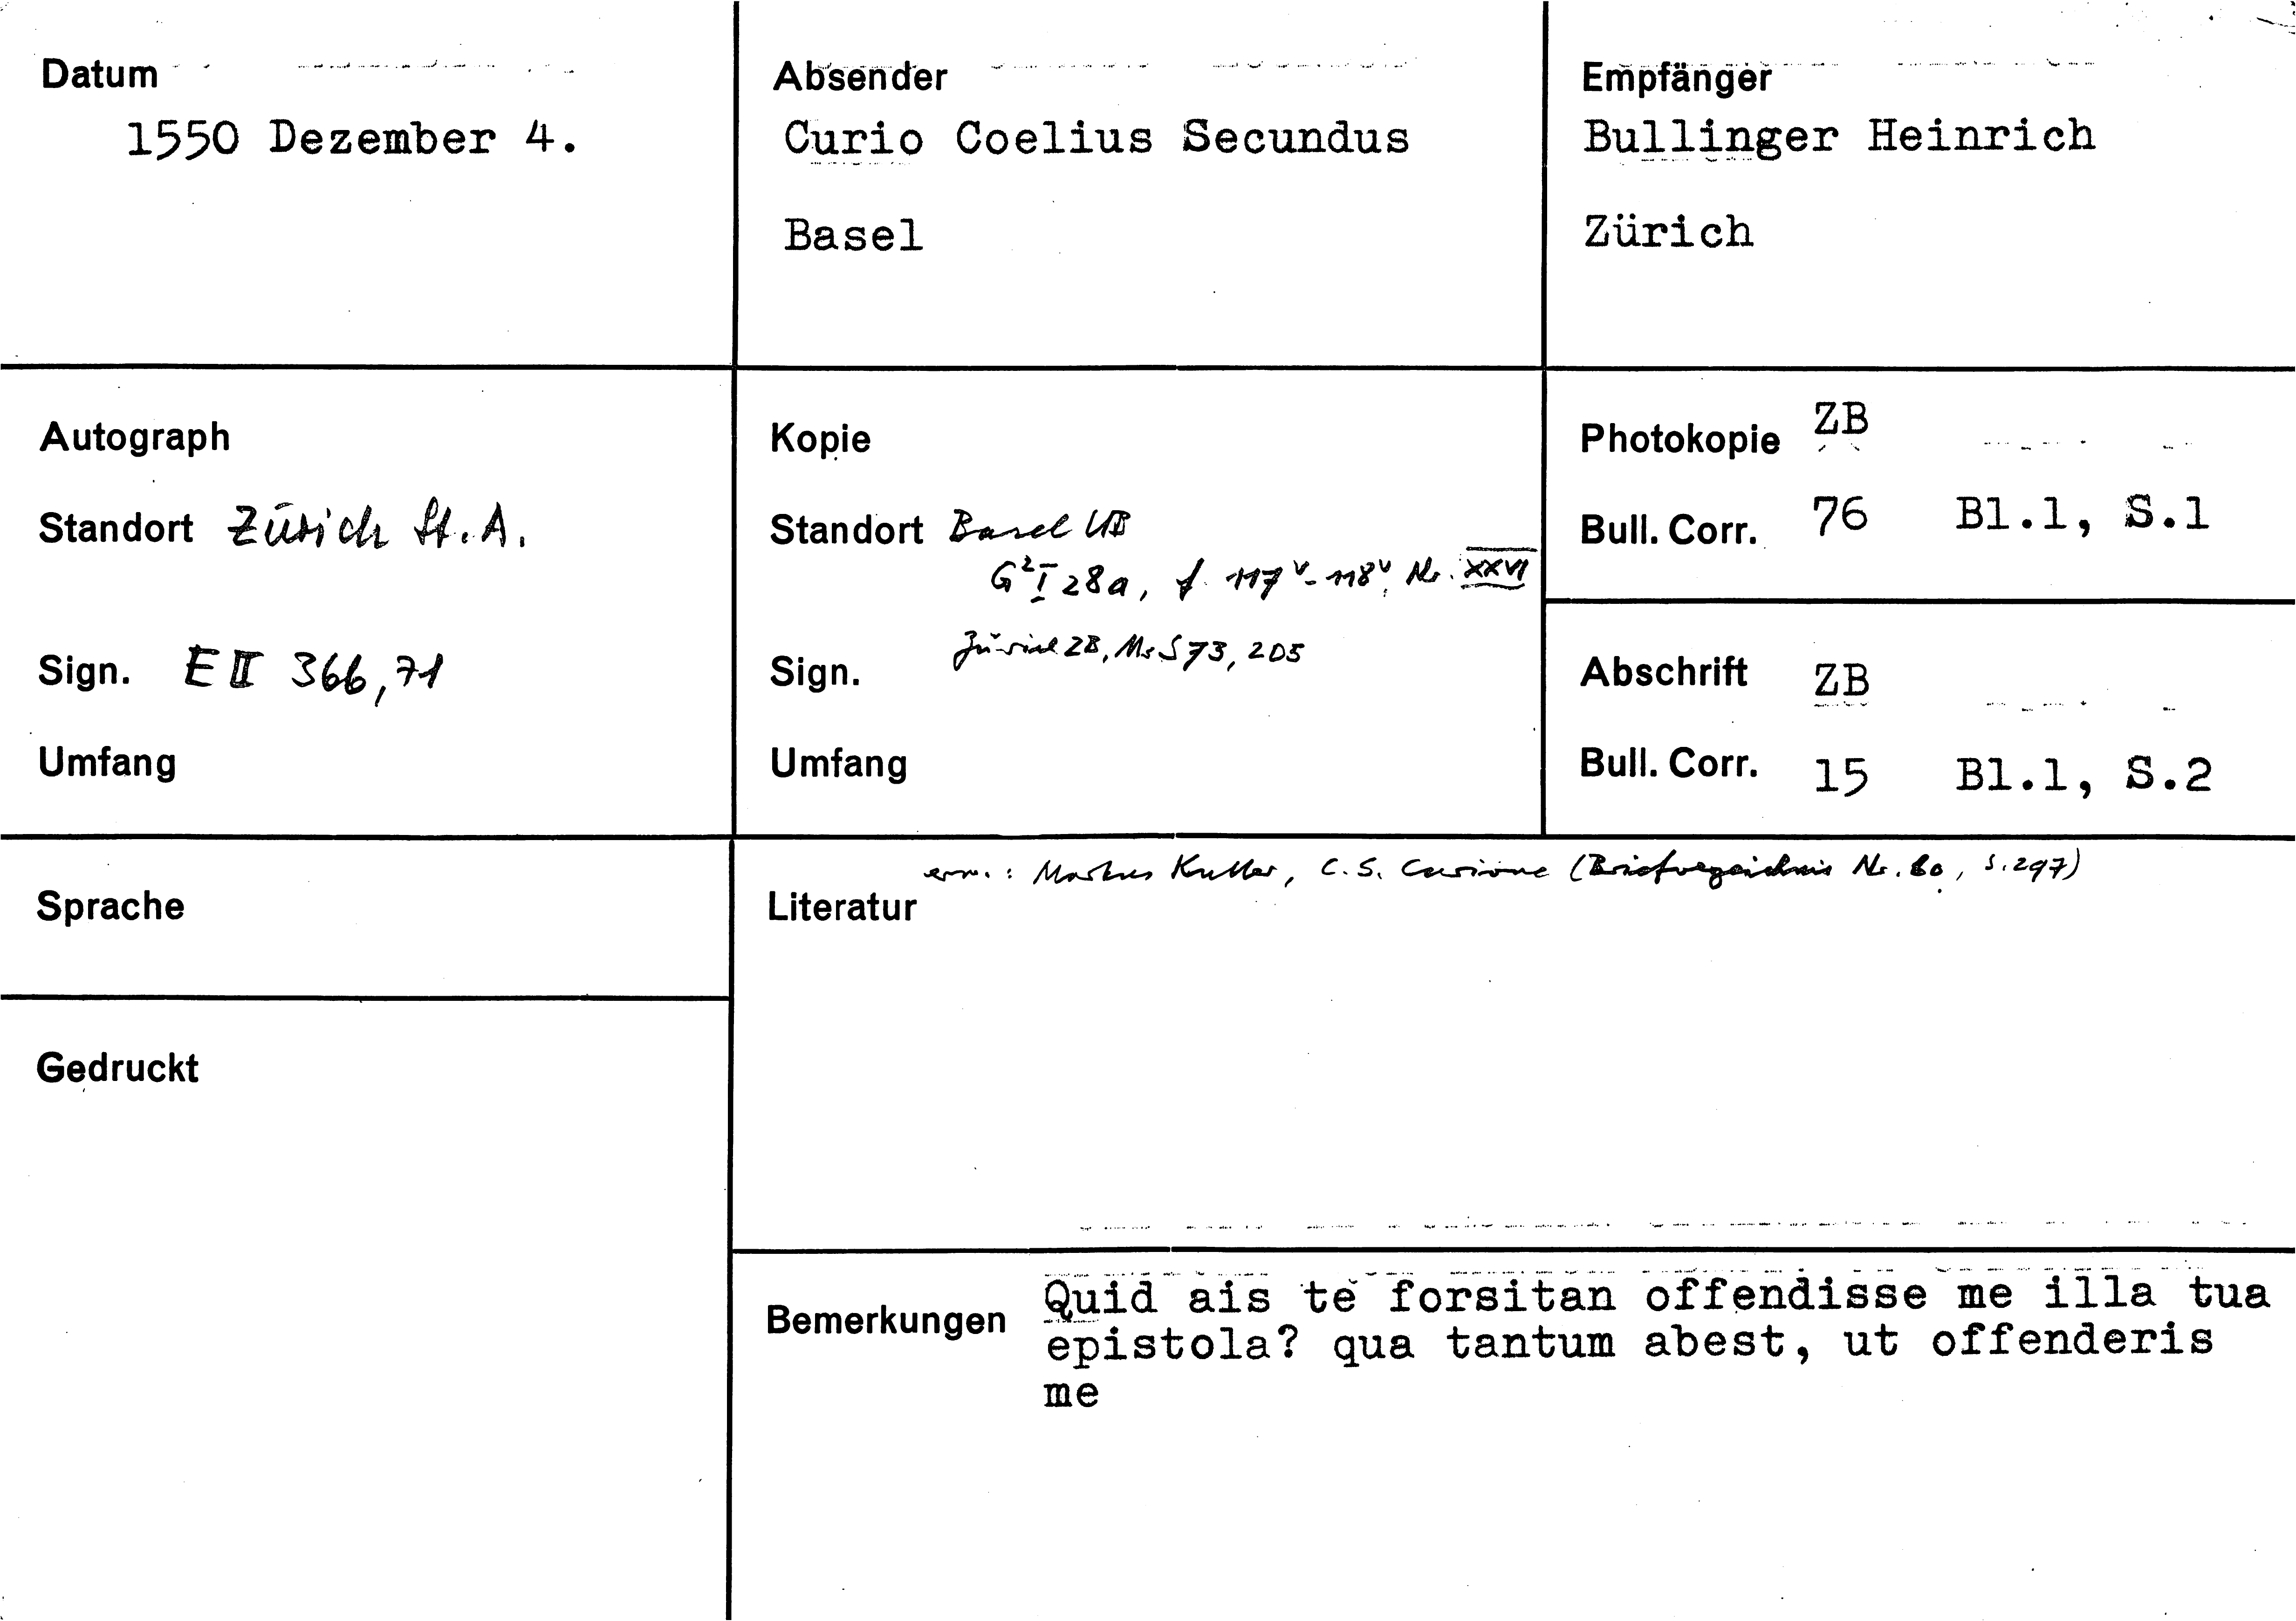 Datum
1550 Dezember 4.
Absender
Curio Coelius Secundus
Basel
Empfänger
Bullinger Heinrich
Zürich
Autograph
Standort Zürich St.A.
Sign. E II 366,71
Umfang
Kopie
Standort Basel UB
G² I 28a, f. 117ᵛ-118ᵛ, Nr. XXVI
Zürich ZB, Ms S 73, 205
Sign.
Umfang
Photokopie ZB
Bull. Corr. 76 Bl.1, S.1
Abschrift ZB
Bull. Corr. 15 Bl.1, S.2
Sprache
Gedruckt
erw.: Markus Kutter, C. S. Curione (Briefverzeichnis Nr. 80, S. 297)
Literatur
Bemerkungen
Quid ais te forsitan offendisse me illa tua
epistola? qua tantum abest, ut offenderis
me